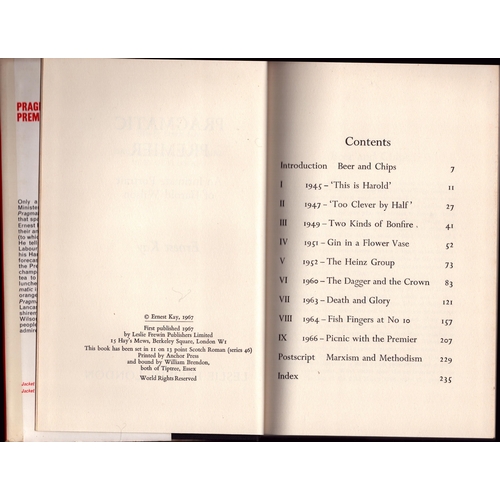 PRAG
PREM
Only a
Minister
Pragma
that spo
Ernest
their an
(to whic
He tell
Labour
his Har
forecas
the Pre
champ
tea to
lunche
matic i
orange
Pragm
Lancas
shirem
Wilson
people
admir
Jacket
Jacket
© Ernest Kay, 1967
First published 1967
by Leslie Frewin Publishers Limited
15 Hay's Mews, Berkeley Square, London W1
This book has been set in 11 on 13 point Scotch Roman (series 46)
Printed by Anchor Press
and bound by William Brendon,
both of Tiptree, Essex
World Rights Reserved
Contents
Introduction Beer and Chips 7
I 1945 – 'This is Harold' 11
II 1947 – 'Too Clever by Half' 27
III 1949 – Two Kinds of Bonfire 41
IV 1951 – Gin in a Flower Vase 52
V 1952 – The Heinz Group 73
VI 1960 – The Dagger and the Crown 83
VII 1963 – Death and Glory 121
VIII 1964 – Fish Fingers at No 10 157
IX 1966 – Picnic with the Premier 207
Postscript Marxism and Methodism 229
Index 235